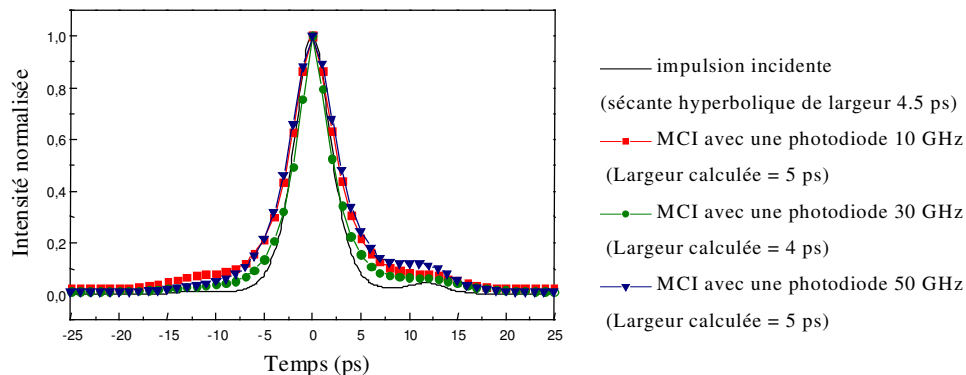 Intensité normalisée
1,0
0,8
0,6
0,4
0,2
0,0
-25
-20
-15
-10
-5
0
5
10
15
20
25
Temps (ps)
impulsion incidente
(sécante hyperbolique de largeur 4.5 ps)
MCI avec une photodiode 10 GHz
(Largeur calculée = 5 ps)
MCI avec une photodiode 30 GHz
(Largeur calculée = 4 ps)
MCI avec une photodiode 50 GHz
(Largeur calculée = 5 ps)